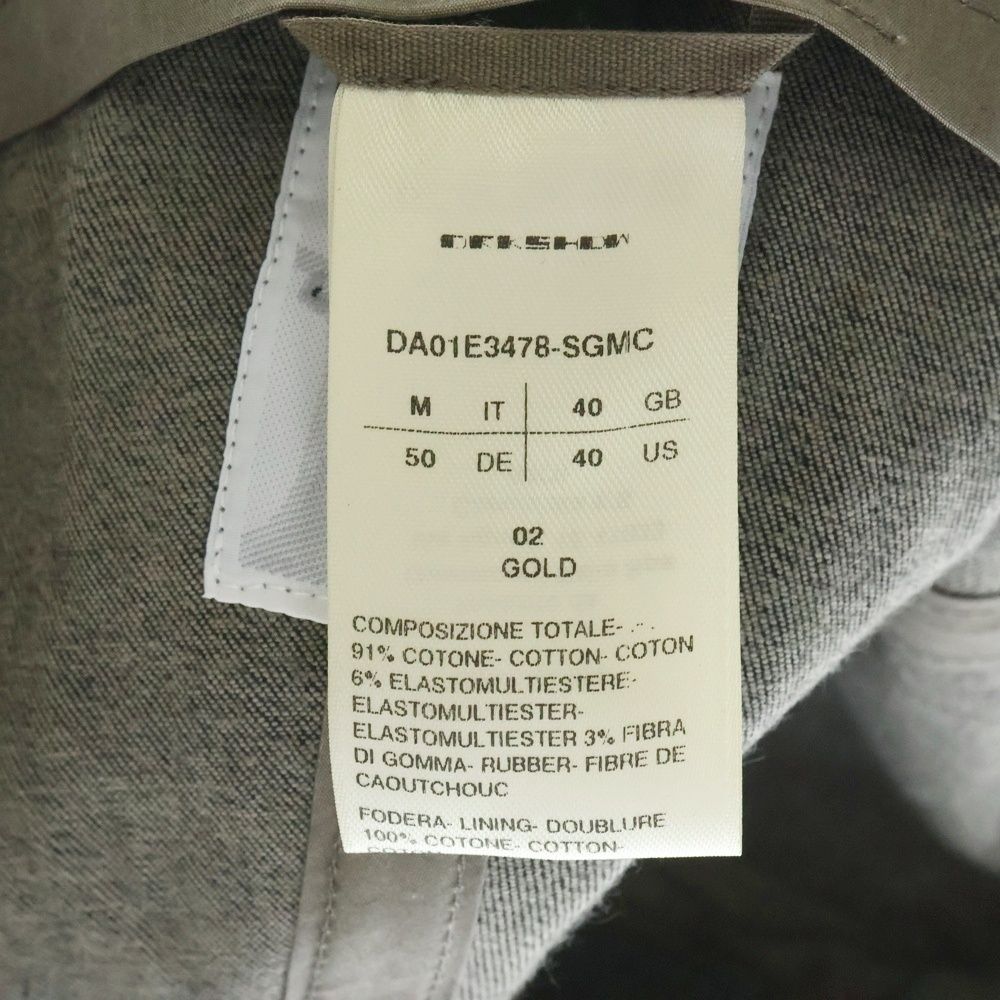 DRKSHDW
DA01E3478-SGMC
M IT 40 GB
50 DE 40 US
02
GOLD
COMPOSIZIONE TOTALE-
91% COTONE- COTTON- COTON
6% ELASTOMULTIESTERE-
ELASTOMULTIESTER-
ELASTOMULTIESTER 3% FIBRA
DI GOMMA- RUBBER- FIBRE DE
CAOUTCHOUC
FODERA- LINING- DOUBLURE
100% COTONE- COTTON-